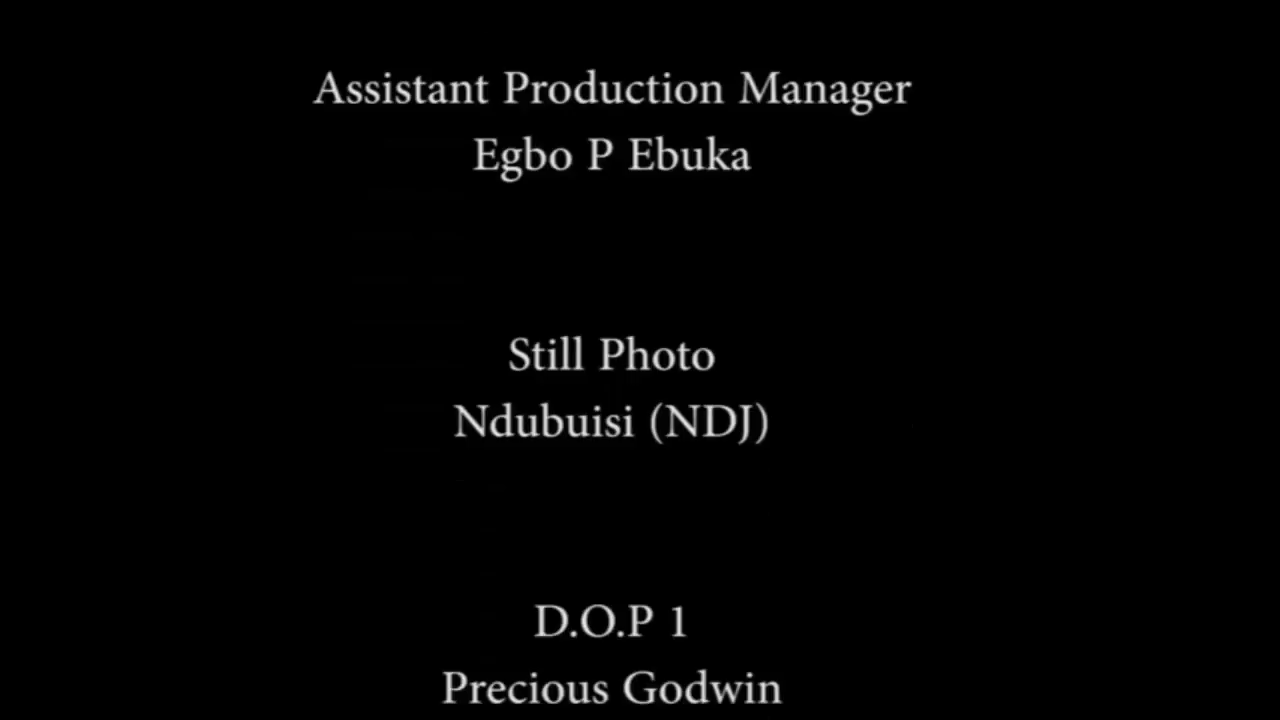 Assistant Production Manager
Egbo P Ebuka
Still Photo
Ndubuisi (NDJ)
D.O.P 1
Precious Godwin